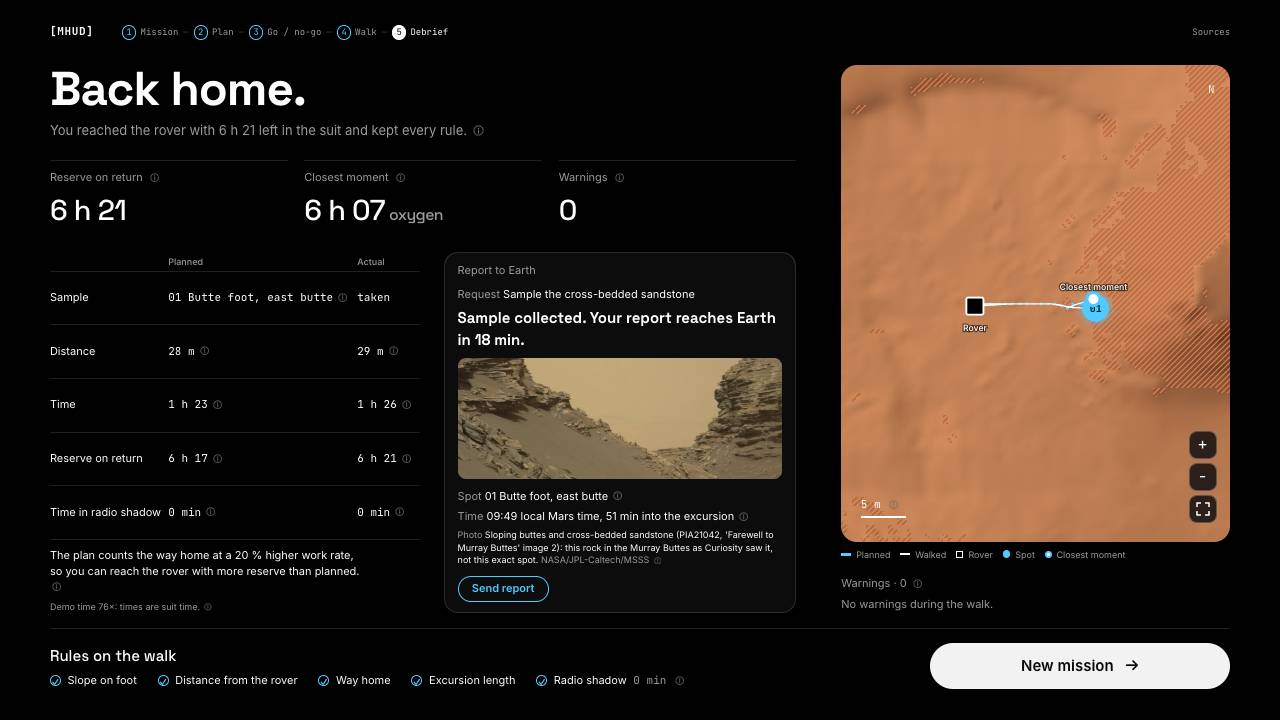 [MHUD]
1 Mission – 2 Plan – 3 Go / no-go – 4 Walk – 5 Debrief
Sources
Back home.
You reached the rover with 6 h 21 left in the suit and kept every rule.
Reserve on return
6 h 21
Closest moment
6 h 07 oxygen
Warnings
0
Planned Actual
Sample 01 Butte foot, east butte taken
Distance 28 m 29 m
Time 1 h 23 1 h 26
Reserve on return 6 h 17 6 h 21
Time in radio shadow 0 min 0 min
The plan counts the way home at a 20 % higher work rate,
so you can reach the rover with more reserve than planned.
Demo time 76×: times are suit time.
Report to Earth
Request Sample the cross-bedded sandstone
Sample collected. Your report reaches Earth
in 18 min.
Spot 01 Butte foot, east butte
Time 09:49 local Mars time, 51 min into the excursion
Photo Sloping buttes and cross-bedded sandstone (PIA21042, 'Farewell to
Murray Buttes' image 2): this rock in the Murray Buttes as Curiosity saw it,
not this exact spot. NASA/JPL-Caltech/MSSS
Send report
N
Closest moment
01
Rover
+
-
5 m
Planned Walked Rover Spot Closest moment
Warnings · 0
No warnings during the walk.
Rules on the walk
Slope on foot Distance from the rover Way home Excursion length Radio shadow 0 min
New mission →